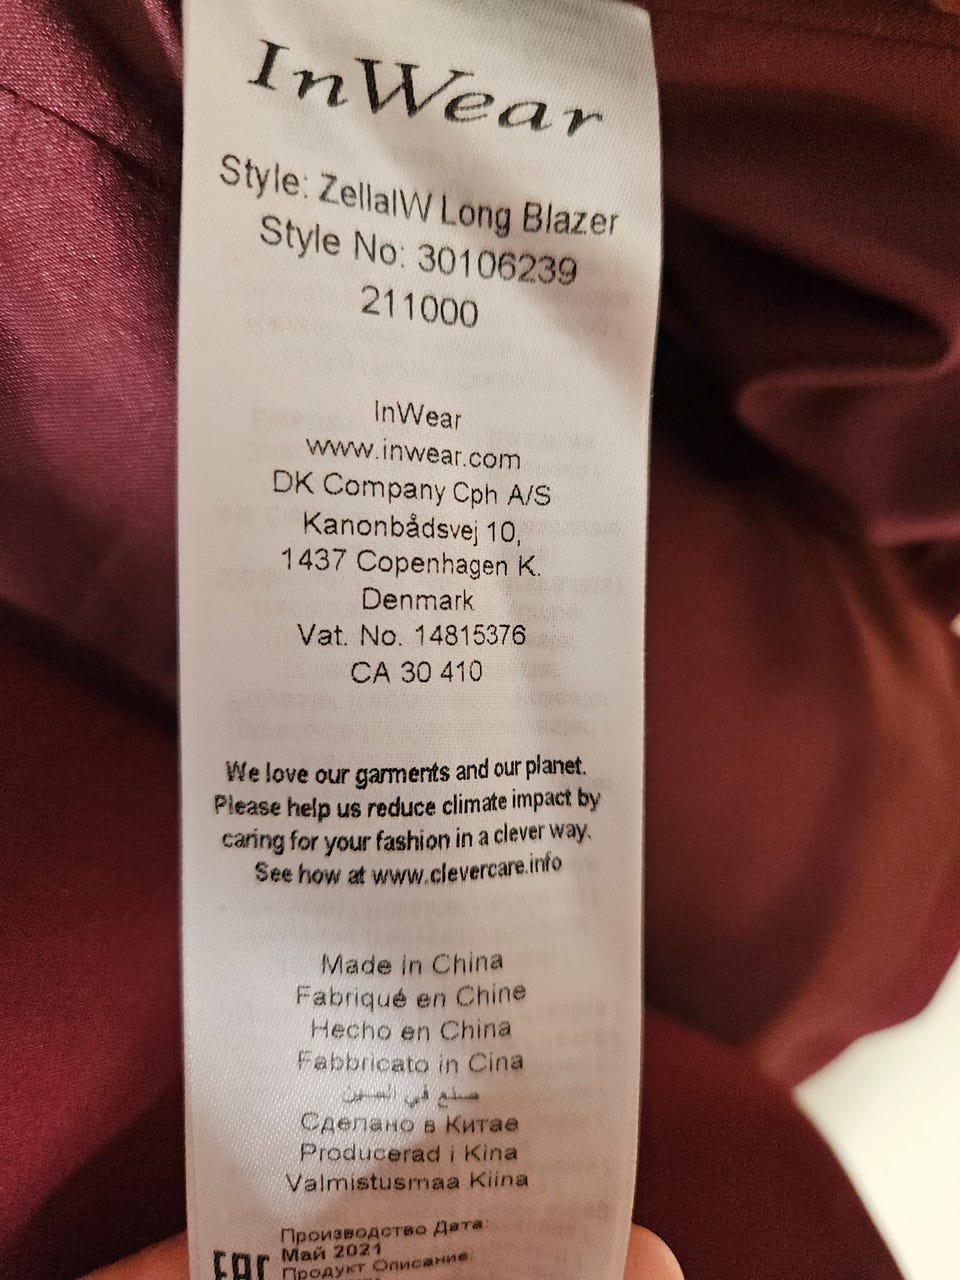 InWear
Style: ZellaIW Long Blazer
Style No: 30106239
211000
InWear
www.inwear.com
DK Company Cph A/S
Kanonbådsvej 10,
1437 Copenhagen K.
Denmark
Vat. No. 14815376
CA 30 410
We love our garments and our planet.
Please help us reduce climate impact by
caring for your fashion in a clever way.
See how at www.clevercare.info
Made in China
Fabriqué en Chine
Hecho en China
Fabbricato in Cina
صنع في الصين
Сделано в Китае
Producerad i Kina
Valmistusmaa Kiina
Производство Дата:
Май 2021
EAC Продукт Описание: